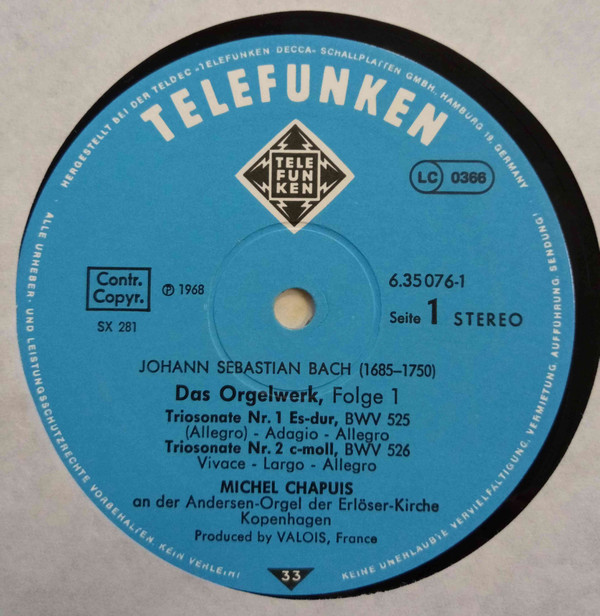 HERGESTELLT BEI DER TELDEC »TELEFUNKEN DECCA« SCHALLPLATTEN GMBH., HAMBURG 19, GERMANY
TELEFUNKEN
TELE
FUN
KEN
LC 0366
Contr.
Copyr.
℗ 1968
6.35076-1
SX 281
Seite 1 STEREO
JOHANN SEBASTIAN BACH (1685–1750)
Das Orgelwerk, Folge 1
Triosonate Nr. 1 Es-dur, BWV 525
(Allegro) - Adagio - Allegro
Triosonate Nr. 2 c-moll, BWV 526
Vivace - Largo - Allegro
MICHEL CHAPUIS
an der Andersen-Orgel der Erlöser-Kirche
Kopenhagen
Produced by VALOIS, France
33
ALLE URHEBER- UND LEISTUNGSSCHUTZRECHTE VORBEHALTEN KEIN VERLEIH!
KEINE UNERLAUBTE VERVIELFÄLTIGUNG, VERMIETUNG, AUFFÜHRUNG, SENDUNG!